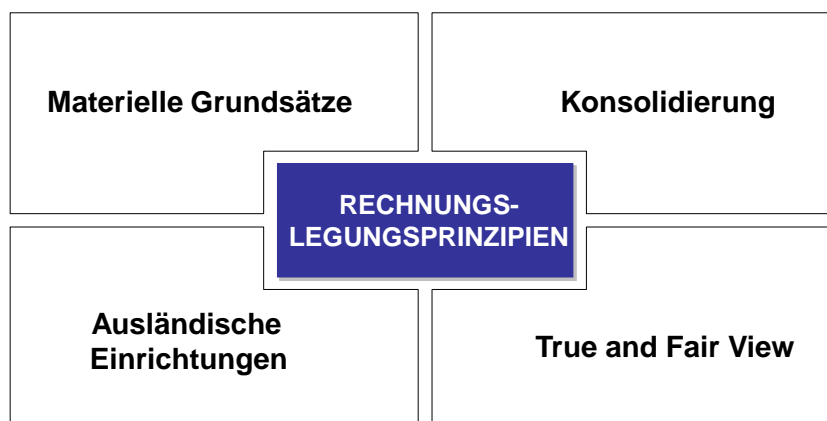 Materielle Grundsätze
Konsolidierung
RECHNUNGS-
LEGUNGSPRINZIPIEN
Ausländische
Einrichtungen
True and Fair View